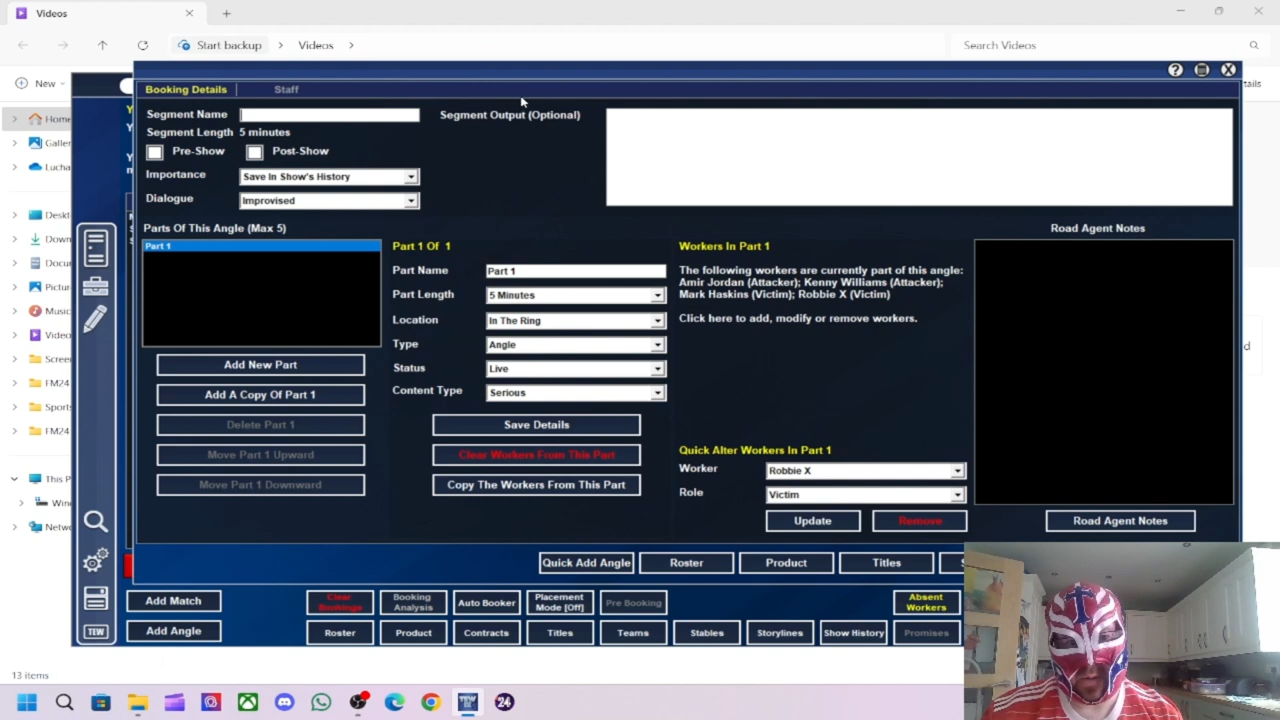 Videos
Start backup
Videos
Search Videos
New
tails
Home
Galler
Lucha
Deskt
Down
Docu
Pictur
Music
Video
Scree
FM24
Sports
FM24
This P
Win
Netwo
13 items
Booking Details
Staff
Segment Name
Segment Output (Optional)
Segment Length 5 minutes
Pre-Show
Post-Show
Importance
Save In Show's History
Dialogue
Improvised
Parts Of This Angle (Max 5)
Road Agent Notes
Part 1
Part 1 Of 1
Workers In Part 1
Part Name
Part 1
The following workers are currently part of this angle:
Amir Jordan (Attacker); Kenny Williams (Attacker);
Mark Haskins (Victim); Robbie X (Victim)
Part Length
5 Minutes
Location
In The Ring
Click here to add, modify or remove workers.
Type
Angle
Status
Live
Content Type
Serious
Add New Part
Add A Copy Of Part 1
Delete Part 1
Move Part 1 Upward
Move Part 1 Downward
Save Details
Clear Workers From This Part
Copy The Workers From This Part
Quick Alter Workers In Part 1
Worker
Robbie X
Role
Victim
Update
Remove
Road Agent Notes
Quick Add Angle
Roster
Product
Titles
S
Add Match
Clear
Bookings
Booking
Analysis
Auto Booker
Placement
Mode [Off]
Pre Booking
Absent
Workers
Add Angle
Roster
Product
Contracts
Titles
Teams
Stables
Storylines
Show History
Promises
TEW
24